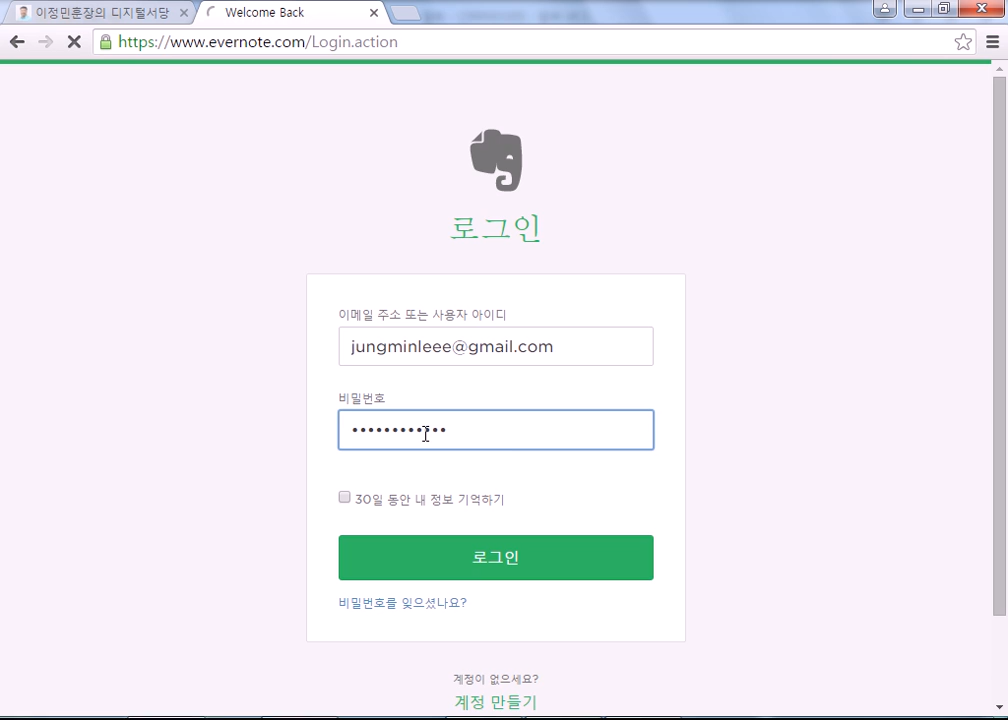 이정민훈장의 디지털서당
Welcome Back
https://www.evernote.com/Login.action
로그인
이메일 주소 또는 사용자 아이디
jungminleee@gmail.com
비밀번호
••••••••••••
30일 동안 내 정보 기억하기
로그인
비밀번호를 잊으셨나요?
계정이 없으세요?
계정 만들기